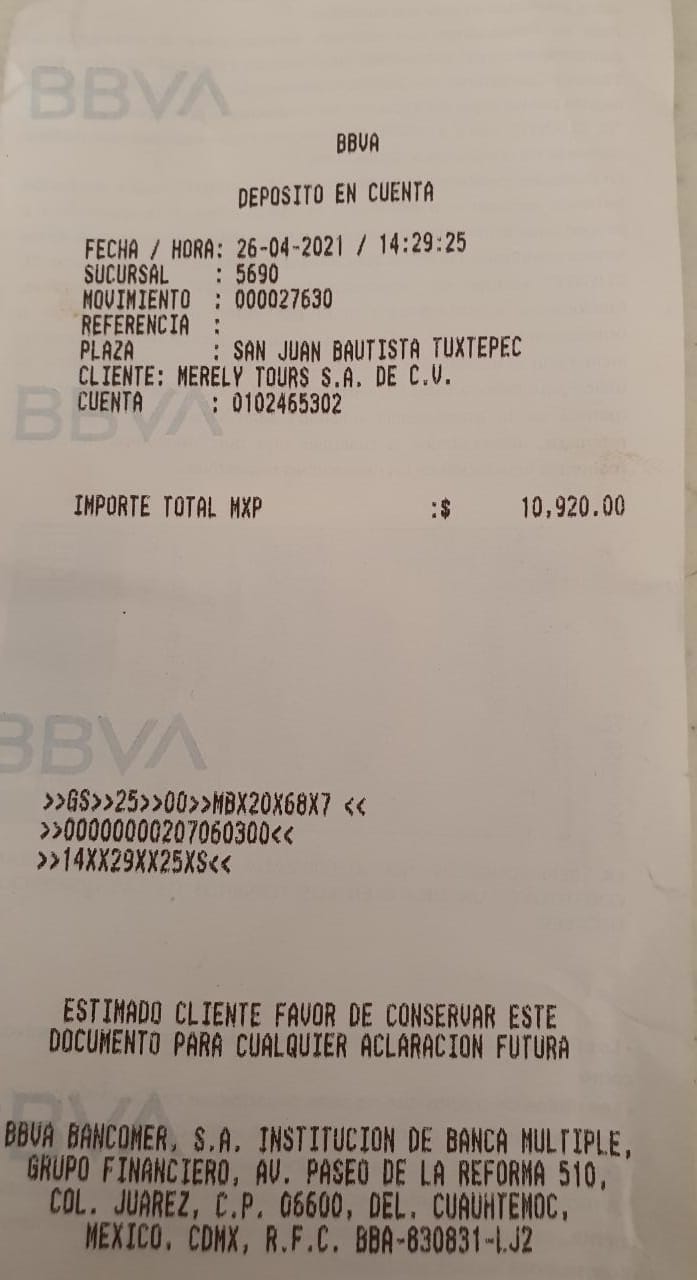 BBVA
BBVA
DEPOSITO EN CUENTA
FECHA / HORA: 26-04-2021 / 14:29:25
SUCURSAL : 5690
MOVIMIENTO : 000027630
REFERENCIA :
PLAZA : SAN JUAN BAUTISTA TUXTEPEC
CLIENTE: MERELY TOURS S.A. DE C.V.
CUENTA : 0102465302
BBVA
IMPORTE TOTAL MXP :$ 10,920.00
BBVA
>>GS>>25>>00>>MBX20X68X7 <<
>>00000000207060300<<
>>14XX29XX25XS<<
ESTIMADO CLIENTE FAVOR DE CONSERVAR ESTE
DOCUMENTO PARA CUALQUIER ACLARACION FUTURA
BBVA
BBVA BANCOMER, S.A. INSTITUCION DE BANCA MULTIPLE,
GRUPO FINANCIERO, AV. PASEO DE LA REFORMA 510,
COL. JUAREZ, C.P. 06600, DEL. CUAUHTEMOC,
MEXICO. CDMX, R.F.C. BBA-830831-LJ2